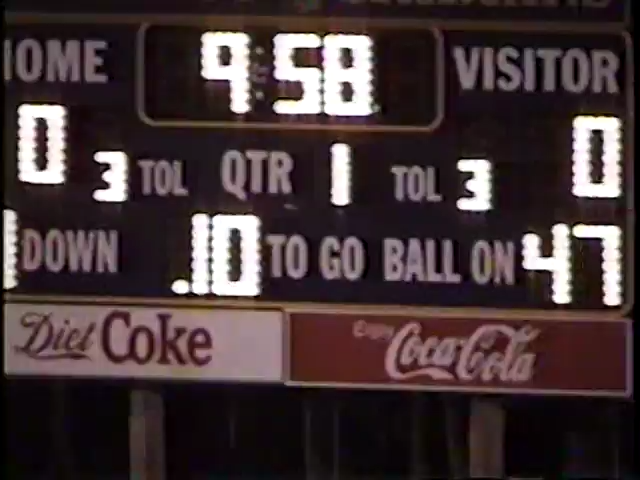 HOME 9:58 VISITOR
0 3 TOL QTR 1 TOL 3 0
1 DOWN .10 TO GO BALL ON 47
Diet Coke Enjoy Coca-Cola